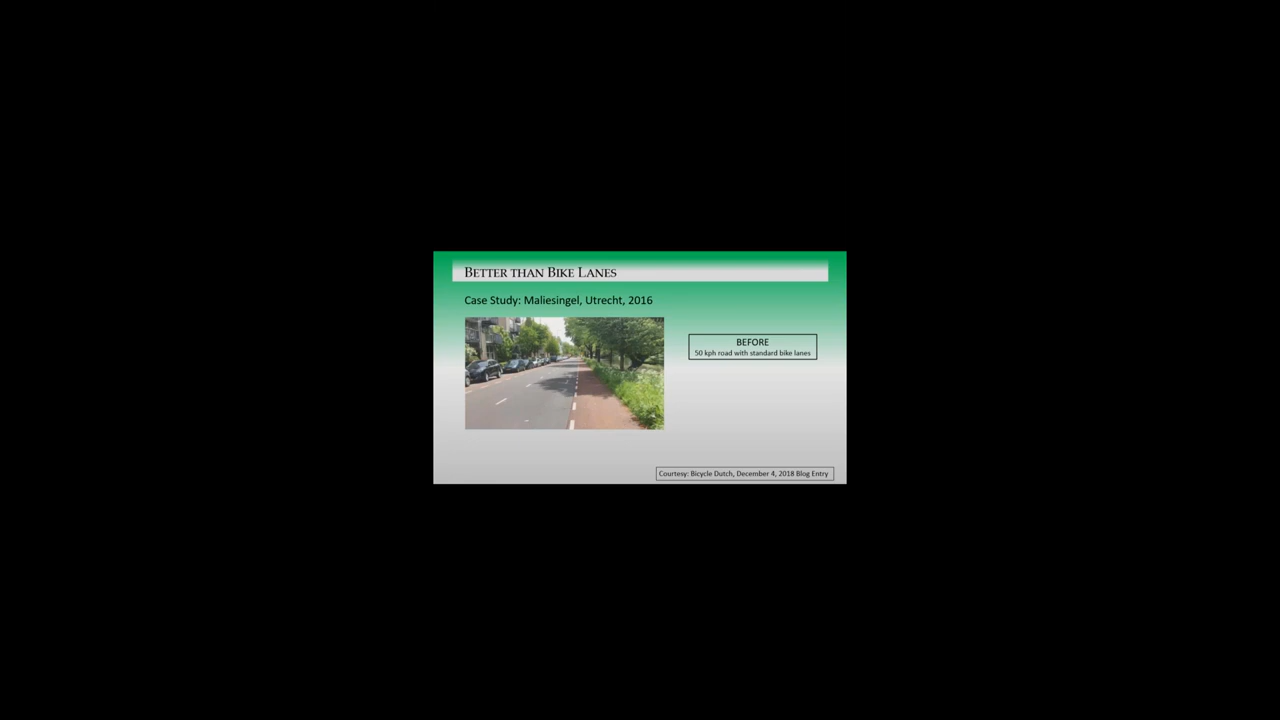 BETTER THAN BIKE LANES
Case Study: Maliesingel, Utrecht, 2016
BEFORE
50 kph road with standard bike lanes
Courtesy: Bicycle Dutch, December 4, 2018 Blog Entry